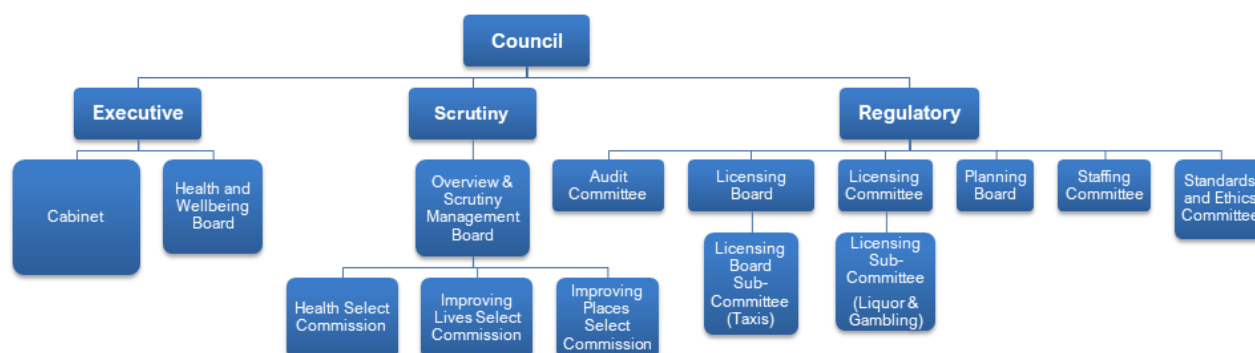 Council
Executive
Scrutiny
Regulatory
Cabinet
Health and
Wellbeing
Board
Overview &
Scrutiny
Management
Board
Audit
Committee
Licensing
Board
Licensing
Committee
Planning
Board
Staffing
Committee
Standards
and Ethics
Committee
Health Select
Commission
Improving
Lives Select
Commission
Improving
Places
Select
Commission
Licensing
Board
Sub-
Committee
(Taxis)
Licensing
Sub-
Committee
(Liquor &
Gambling)